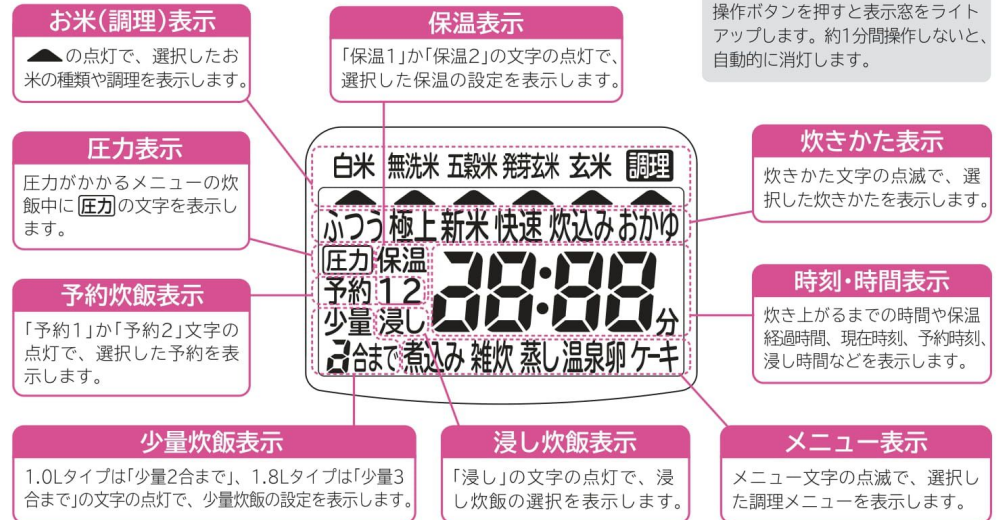 お米(調理)表示
▲の点灯で、選択したお
米の種類や調理を表示します。
保温表示
「保温1」か「保温2」の文字の点灯で、
選択した保温の設定を表示します。
操作ボタンを押すと表示窓をライト
アップします。約1分間操作しないと、
自動的に消灯します。
圧力表示
圧力がかかるメニューの炊
飯中に圧力の文字を表示し
ます。
予約炊飯表示
「予約1」か「予約2」文字の
点灯で、選択した予約を表
示します。
白米 無洗米 五穀米 発芽玄米 玄米 調理
ふつう 極上 新米 快速 炊込み おかゆ
圧力 保温
予約 1 2
38:88
少量 浸し
分
3合まで 煮込み 雑炊 蒸し 温泉卵 ケーキ
炊きかた表示
炊きかた文字の点滅で、選
択した炊きかたを表示します。
時刻・時間表示
炊き上がるまでの時間や保温
経過時間、現在時刻、予約時刻、
浸し時間などを表示します。
少量炊飯表示
1.0Lタイプは「少量2合まで」、1.8Lタイプは「少量3
合まで」の文字の点灯で、少量炊飯の設定を表示します。
浸し炊飯表示
「浸し」の文字の点灯で、浸
し炊飯の選択を表示します。
メニュー表示
メニュー文字の点滅で、選択し
た調理メニューを表示します。